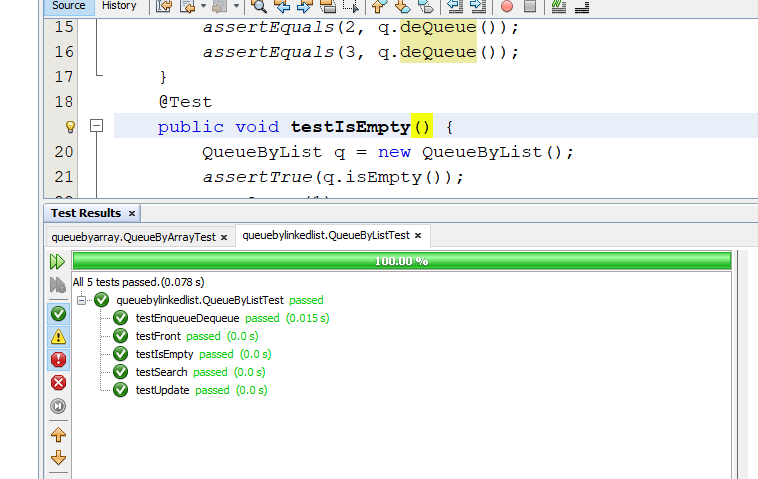 Source History
15 assertEquals(2, q.deQueue());
16 assertEquals(3, q.deQueue());
17 }
18 @Test
public void testIsEmpty() {
20 QueueByList q = new QueueByList();
21 assertTrue(q.isEmpty());
Test Results ×
queuebyarray.QueueByArrayTest × queuebylinkedlist.QueueByListTest ×
100.00 %
All 5 tests passed.(0.078 s)
queuebylinkedlist.QueueByListTest passed
testEnqueueDequeue passed (0.015 s)
testFront passed (0.0 s)
testIsEmpty passed (0.0 s)
testSearch passed (0.0 s)
testUpdate passed (0.0 s)